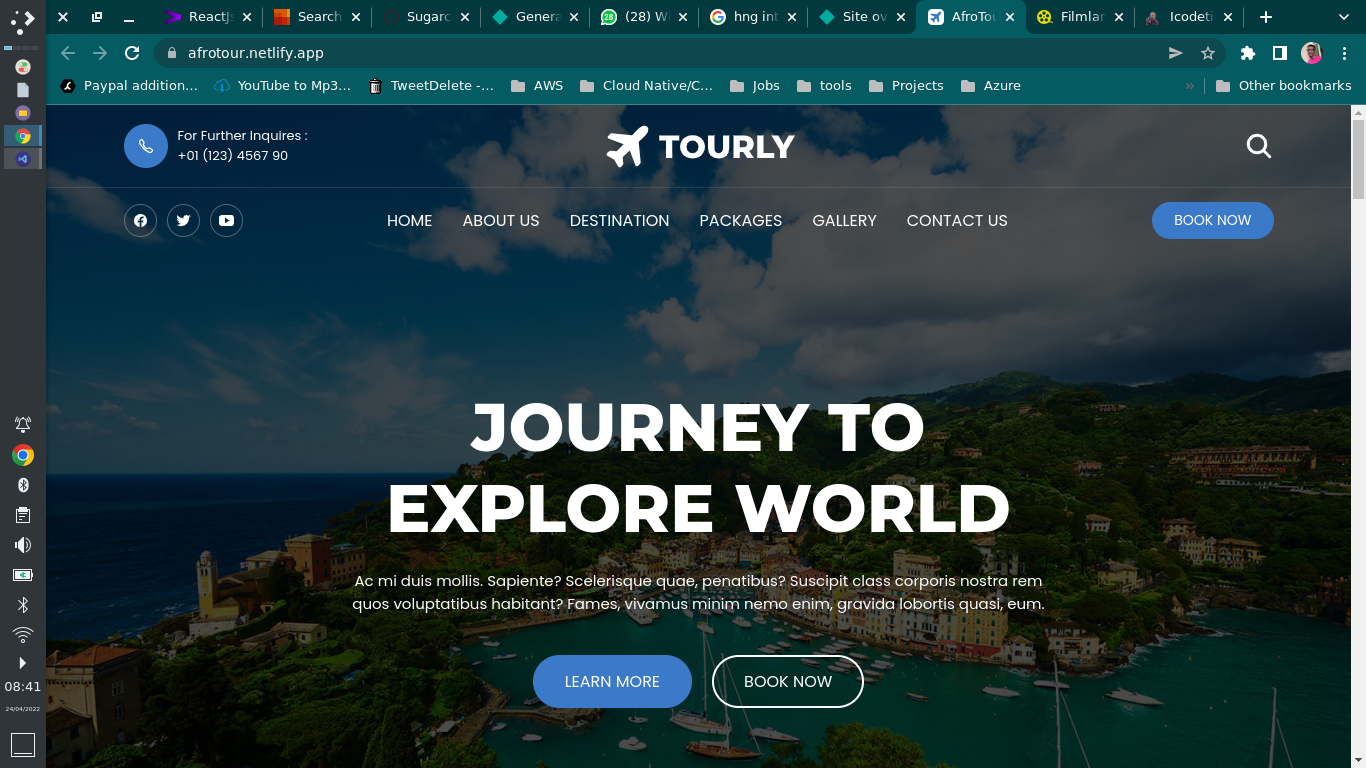 ReactJs
Search
Sugarc
Genera
28
(28) W
hng int
Site ov
AfroTou
Filmlan
Icodeti
afrotour.netlify.app
Paypal addition...
YouTube to Mp3...
TweetDelete -...
AWS
Cloud Native/C...
Jobs
tools
Projects
Azure
»
Other bookmarks
For Further Inquires :
+01 (123) 4567 90
TOURLY
HOME
ABOUT US
DESTINATION
PACKAGES
GALLERY
CONTACT US
BOOK NOW
JOURNEY TO
EXPLORE WORLD
Ac mi duis mollis. Sapiente? Scelerisque quae, penatibus? Suscipit class corporis nostra rem
quos voluptatibus habitant? Fames, vivamus minim nemo enim, gravida lobortis quasi, eum.
LEARN MORE
BOOK NOW
08:41
24/04/2022